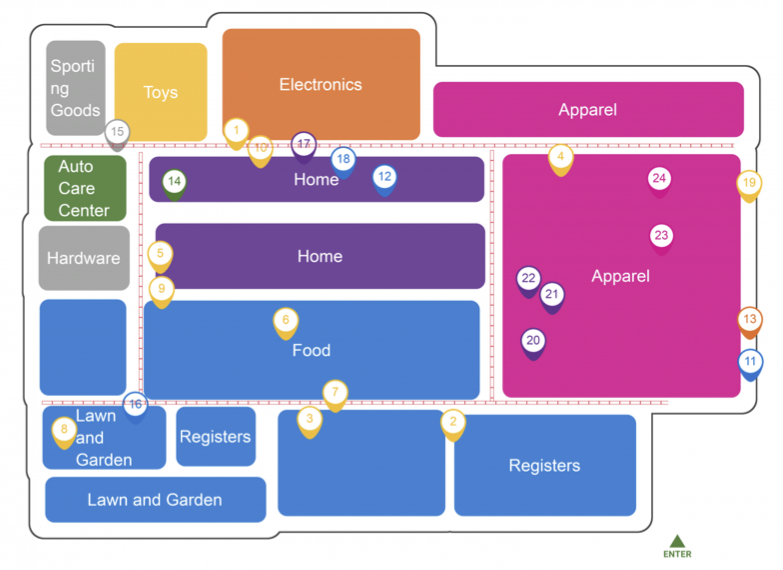 Sporti
ng
Goods
Toys
Electronics
Apparel
15
1
10
17
18
12
4
Auto
Care
Center
14
Home
24
19
Hardware
5
Home
23
Apparel
9
22
21
6
Food
20
13
11
7
16
8
Lawn
and
Garden
Registers
3
2
Registers
Lawn and Garden
ENTER